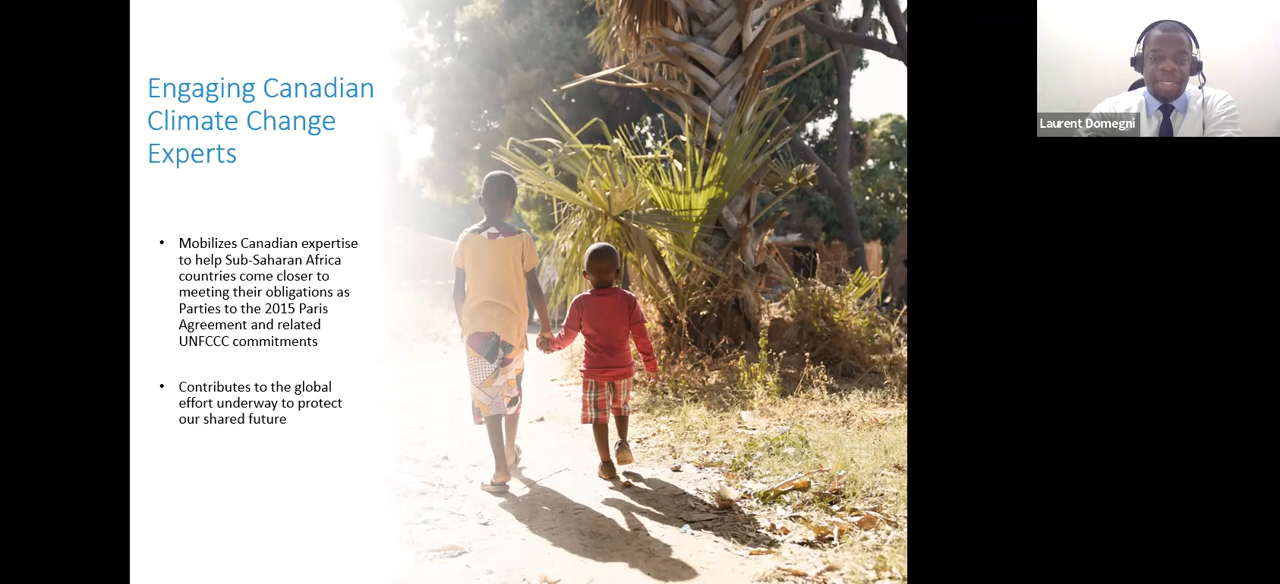 Engaging Canadian
Climate Change
Experts
• Mobilizes Canadian expertise
to help Sub-Saharan Africa
countries come closer to
meeting their obligations as
Parties to the 2015 Paris
Agreement and related
UNFCCC commitments
• Contributes to the global
effort underway to protect
our shared future
Laurent Domegni